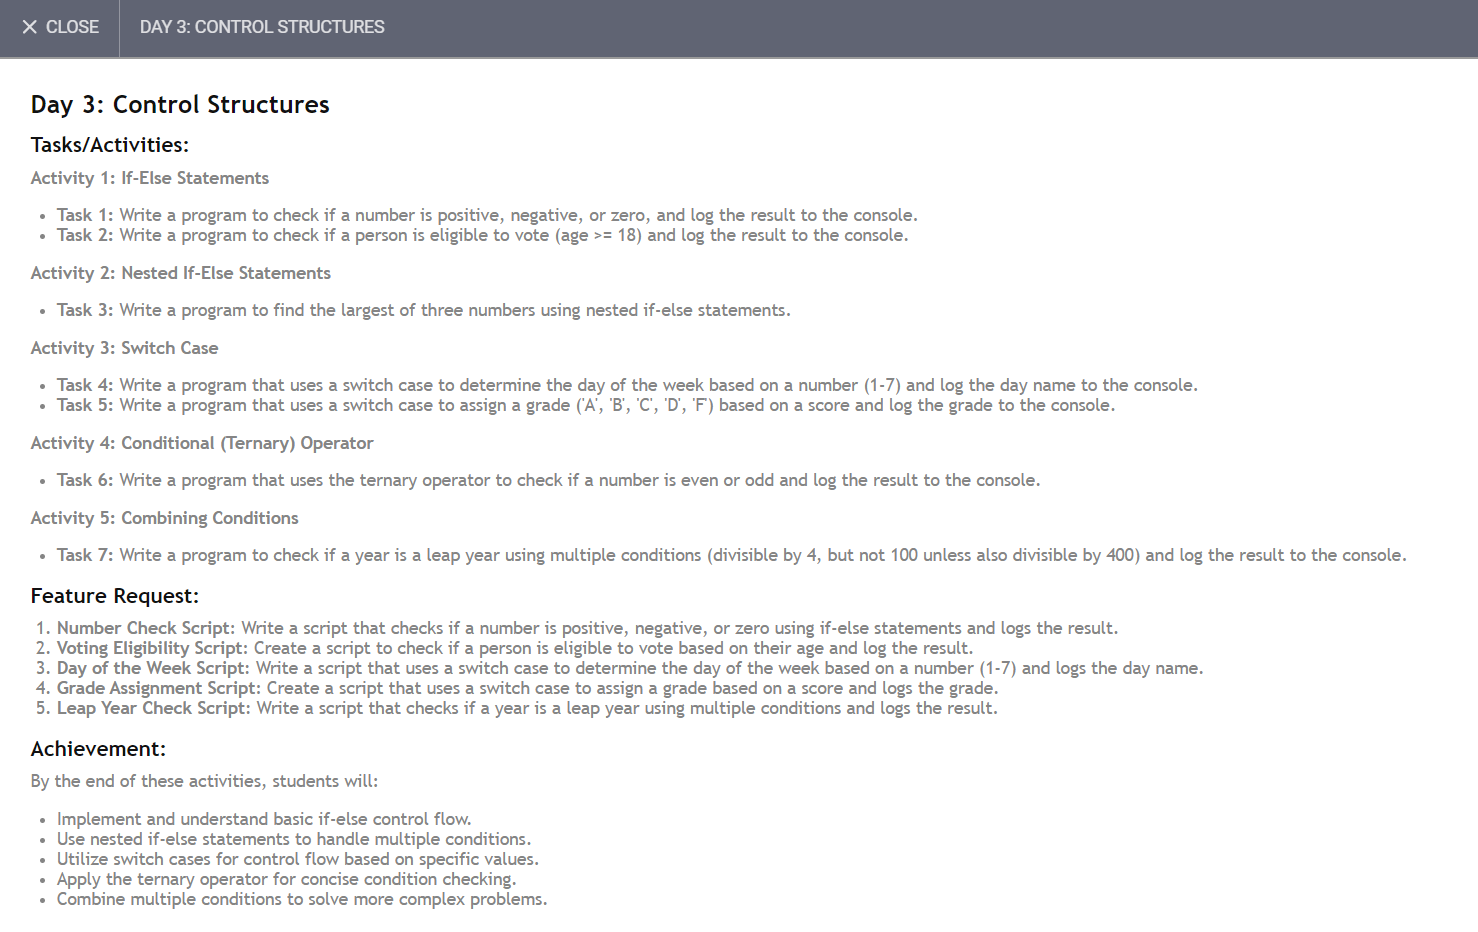 CLOSE
DAY 3: CONTROL STRUCTURES
Day 3: Control Structures
Tasks/Activities:
Activity 1: If-Else Statements
• Task 1: Write a program to check if a number is positive, negative, or zero, and log the result to the console.
• Task 2: Write a program to check if a person is eligible to vote (age >= 18) and log the result to the console.
Activity 2: Nested If-Else Statements
• Task 3: Write a program to find the largest of three numbers using nested if-else statements.
Activity 3: Switch Case
• Task 4: Write a program that uses a switch case to determine the day of the week based on a number (1-7) and log the day name to the console.
• Task 5: Write a program that uses a switch case to assign a grade ('A', 'B', 'C', 'D', 'F') based on a score and log the grade to the console.
Activity 4: Conditional (Ternary) Operator
• Task 6: Write a program that uses the ternary operator to check if a number is even or odd and log the result to the console.
Activity 5: Combining Conditions
• Task 7: Write a program to check if a year is a leap year using multiple conditions (divisible by 4, but not 100 unless also divisible by 400) and log the result to the console.
Feature Request:
1. Number Check Script: Write a script that checks if a number is positive, negative, or zero using if-else statements and logs the result.
2. Voting Eligibility Script: Create a script to check if a person is eligible to vote based on their age and log the result.
3. Day of the Week Script: Write a script that uses a switch case to determine the day of the week based on a number (1-7) and logs the day name.
4. Grade Assignment Script: Create a script that uses a switch case to assign a grade based on a score and logs the grade.
5. Leap Year Check Script: Write a script that checks if a year is a leap year using multiple conditions and logs the result.
Achievement:
By the end of these activities, students will:
• Implement and understand basic if-else control flow.
• Use nested if-else statements to handle multiple conditions.
• Utilize switch cases for control flow based on specific values.
• Apply the ternary operator for concise condition checking.
• Combine multiple conditions to solve more complex problems.